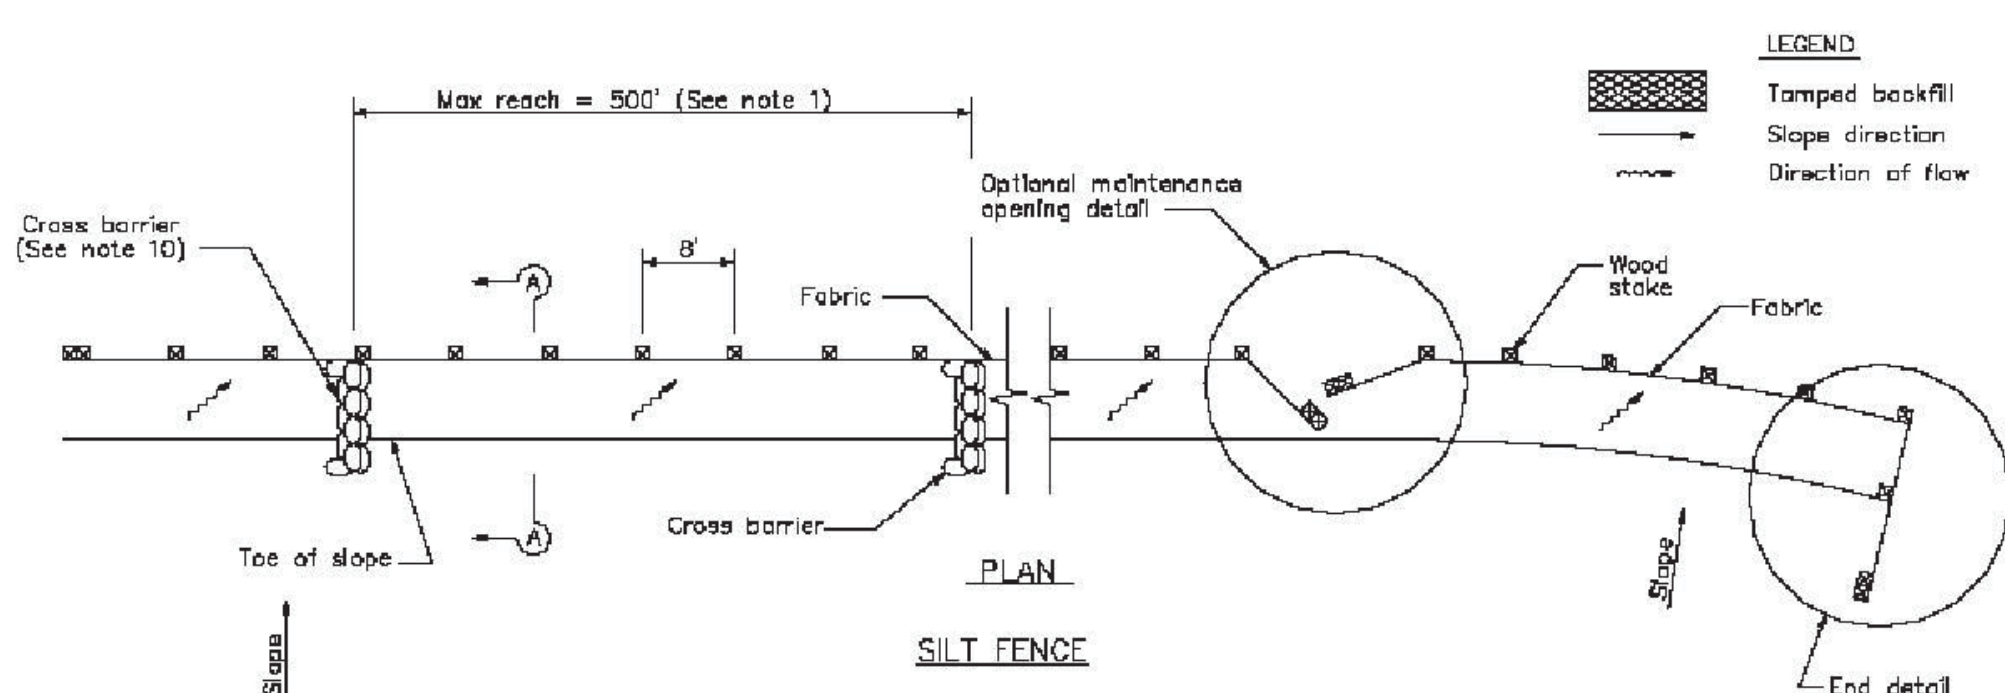 LEGEND
Tamped backfill
Slope direction
Direction of flow
Max reach = 500' (See note 1)
Optional maintenance
opening detail
Cross barrier
(See note 10)
8'
A
Fabric
Wood
stake
Fabric
Cross barrier
A
Toe of slope
PLAN
Slope
SILT FENCE
Slope
End detail